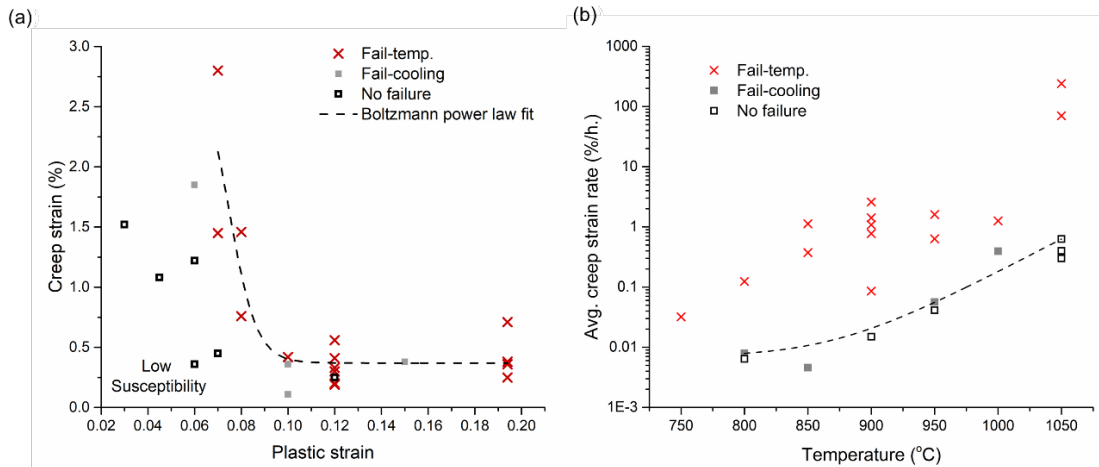 (a)
3.0
2.5
2.0
1.5
1.0
0.5
0.0
Creep strain (%)
Fail-temp.
Fail-cooling
No failure
Boltzmann power law fit
Low
Susceptibility
0.02 0.04 0.06 0.08 0.10 0.12 0.14 0.16 0.18 0.20
Plastic strain
(b)
1000
100
10
1
0.1
0.01
1E-3
Avg. creep strain rate (%/h.)
Fail-temp.
Fail-cooling
No failure
750 800 850 900 950 1000 1050
Temperature (°C)